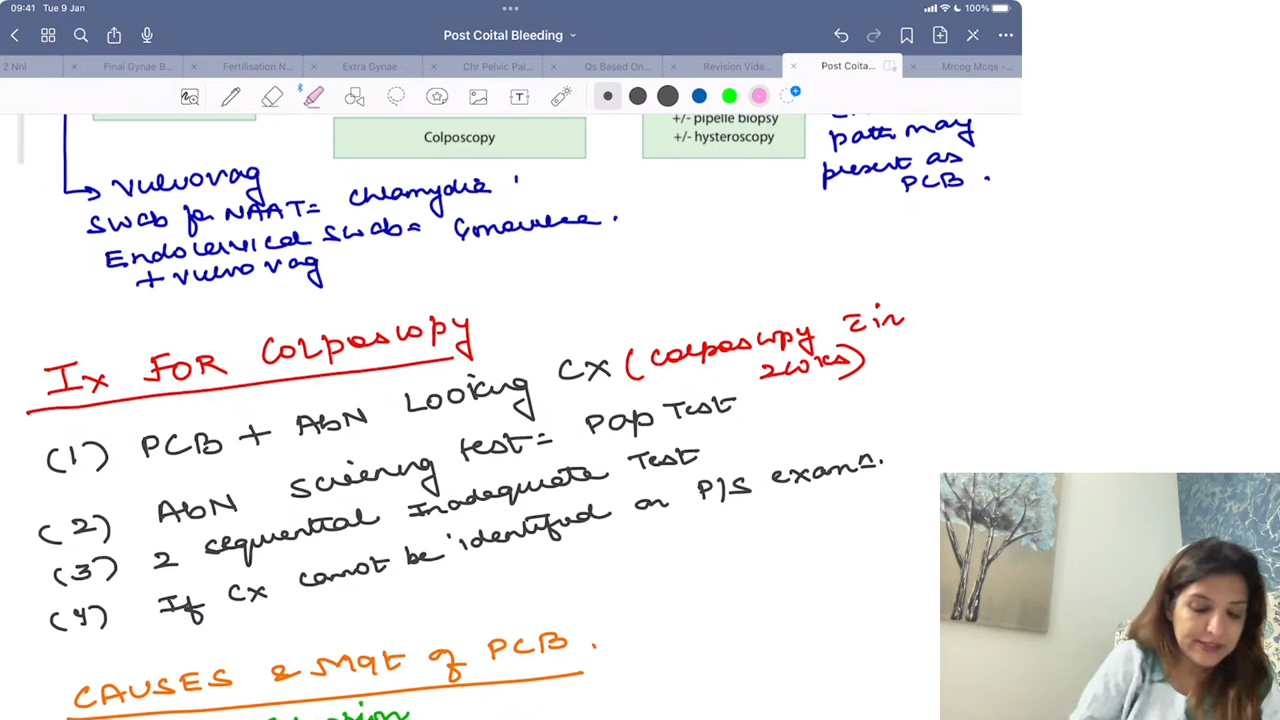 09:41 Tue 9 Jan
100%
Post Coital Bleeding
2 Nnl
Final Gynae B...
Fertilisation N...
Extra Gynae
Chr Pelvic Pai...
Qs Based On...
Revision Vide...
Post Coita...
Mrcog Mcqs -...
Colposcopy
+/- pipelle biopsy
+/- hysteroscopy
path may
present as
PCB.
Vulvovag
swab for NAAT = Chlamydia
Endocervical swab =
+ vulvovag
Ix FOR COLPOSCOPY
(1) PCB + AbN Looking CX (colposcopy in
2 wks)
(2) AbN screening test = Pap Test
(3) 2 sequential Inadequate Test
(4) If CX cannot be identified on P/S exam.
CAUSES & Mgt of PCB.